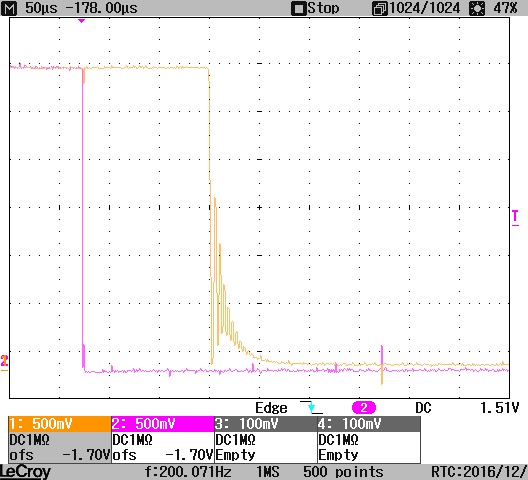 M 50µs -178.00µs Stop 1024/1024 47%
T
2
Edge 2 DC 1.51V
1: 500mV 2: 500mV 3: 100mV 4: 100mV
DC1MΩ DC1MΩ DC1MΩ DC1MΩ
ofs -1.70V ofs -1.70V Empty Empty
LeCroy f:200.071Hz 1MS 500 points RTC:2016/12/